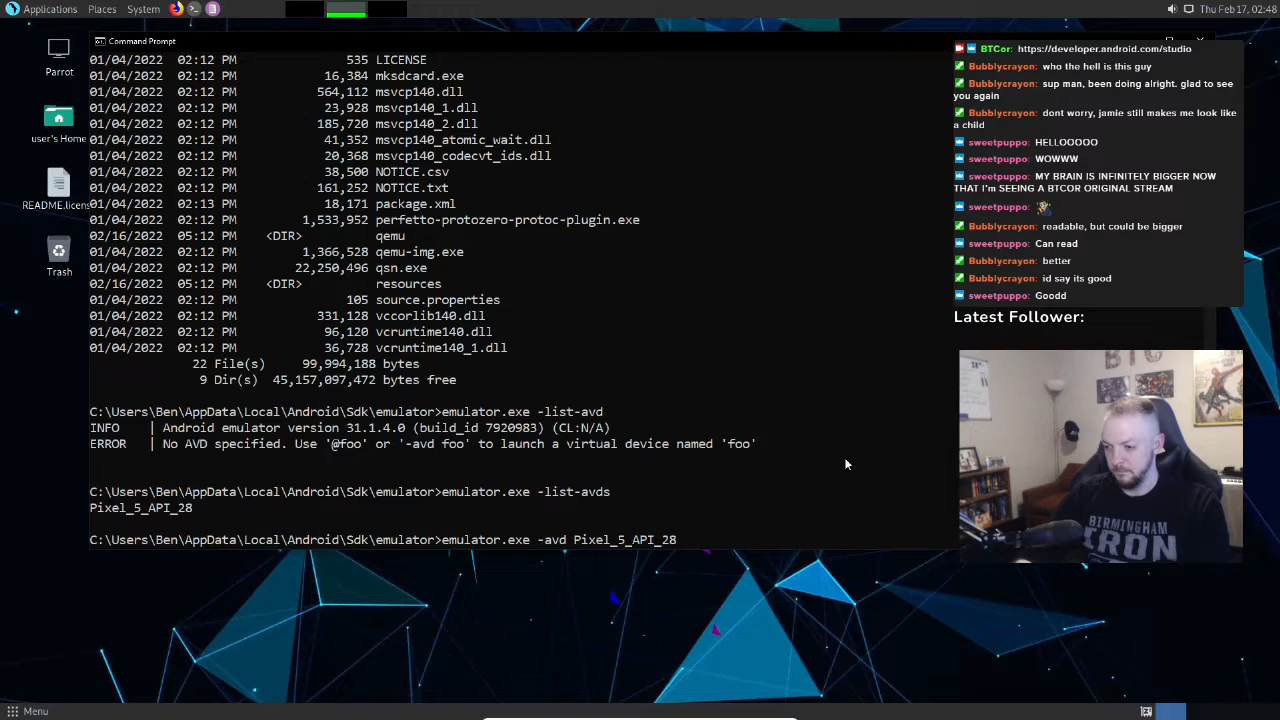 Applications Places System
Thu Feb 17, 02:48
Command Prompt
Parrot
user's Home
README.licens
Trash
01/04/2022 02:12 PM 535 LICENSE
01/04/2022 02:12 PM 16,384 mksdcard.exe
01/04/2022 02:12 PM 564,112 msvcp140.dll
01/04/2022 02:12 PM 23,928 msvcp140_1.dll
01/04/2022 02:12 PM 185,720 msvcp140_2.dll
01/04/2022 02:12 PM 41,352 msvcp140_atomic_wait.dll
01/04/2022 02:12 PM 20,368 msvcp140_codecvt_ids.dll
01/04/2022 02:12 PM 38,500 NOTICE.csv
01/04/2022 02:12 PM 161,252 NOTICE.txt
01/04/2022 02:13 PM 18,171 package.xml
01/04/2022 02:12 PM 1,533,952 perfetto-protozero-protoc-plugin.exe
02/16/2022 05:12 PM <DIR> qemu
01/04/2022 02:12 PM 1,366,528 qemu-img.exe
01/04/2022 02:12 PM 22,250,496 qsn.exe
02/16/2022 05:12 PM <DIR> resources
01/04/2022 02:12 PM 105 source.properties
01/04/2022 02:12 PM 331,128 vccorlib140.dll
01/04/2022 02:12 PM 96,120 vcruntime140.dll
01/04/2022 02:12 PM 36,728 vcruntime140_1.dll
22 File(s) 99,994,188 bytes
9 Dir(s) 45,157,097,472 bytes free
C:\Users\Ben\AppData\Local\Android\Sdk\emulator>emulator.exe -list-avd
INFO | Android emulator version 31.1.4.0 (build_id 7920983) (CL:N/A)
ERROR | No AVD specified. Use '@foo' or '-avd foo' to launch a virtual device named 'foo'
C:\Users\Ben\AppData\Local\Android\Sdk\emulator>emulator.exe -list-avds
Pixel_5_API_28
C:\Users\Ben\AppData\Local\Android\Sdk\emulator>emulator.exe -avd Pixel_5_API_28
BTCor: https://developer.android.com/studio
Bubblycrayon: who the hell is this guy
Bubblycrayon: sup man, been doing alright. glad to see
you again
Bubblycrayon: dont worry, jamie still makes me look like
a child
sweetpuppo: HELLOOOOO
sweetpuppo: WOWWW
sweetpuppo: MY BRAIN IS INFINITELY BIGGER NOW
THAT I'm SEEING A BTCOR ORIGINAL STREAM
sweetpuppo:
Bubblycrayon: readable, but could be bigger
sweetpuppo: Can read
Bubblycrayon: better
Bubblycrayon: id say its good
sweetpuppo: Goodd
Latest Follower:
BTC
BIRMINGHAM
IRON
Menu